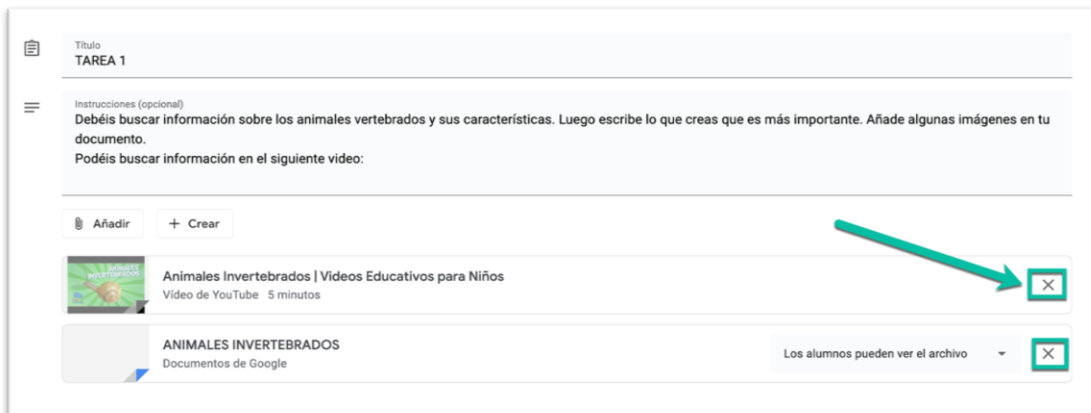 Título
TAREA 1
Instrucciones (opcional)
Debéis buscar información sobre los animales vertebrados y sus características. Luego escribe lo que creas que es más importante. Añade algunas imágenes en tu
documento.
Podéis buscar información en el siguiente video:
Añadir + Crear
ANIMALES
INVERTEBRADOS
Animales Invertebrados | Videos Educativos para Niños
Vídeo de YouTube 5 minutos
ANIMALES INVERTEBRADOS
Documentos de Google
Los alumnos pueden ver el archivo